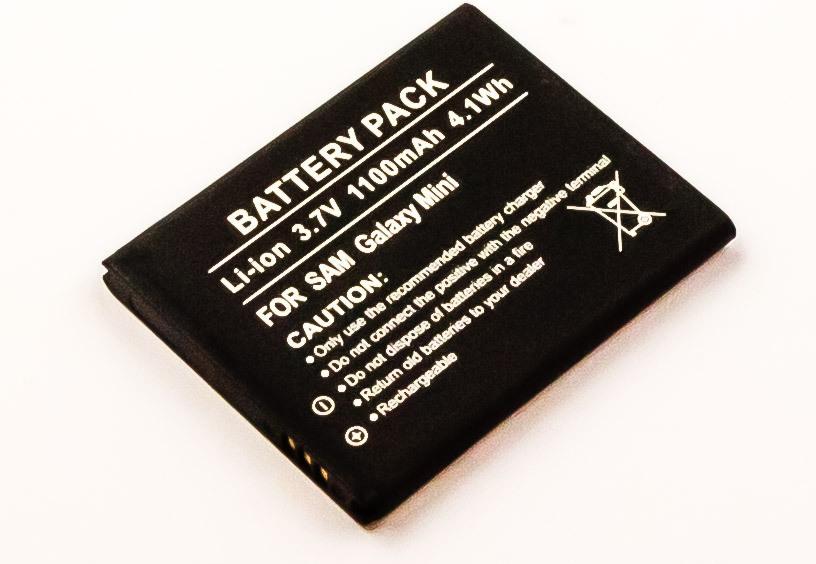 BATTERY PACK
Li-Ion 3.7V 1100mAh 4.1Wh
FOR SAM Galaxy Mini
CAUTION:
• Only use the recommended battery charger
• Do not connect the positive with the negative terminal
• Do not dispose of batteries in a fire
• Return old batteries to your dealer
• Rechargeable